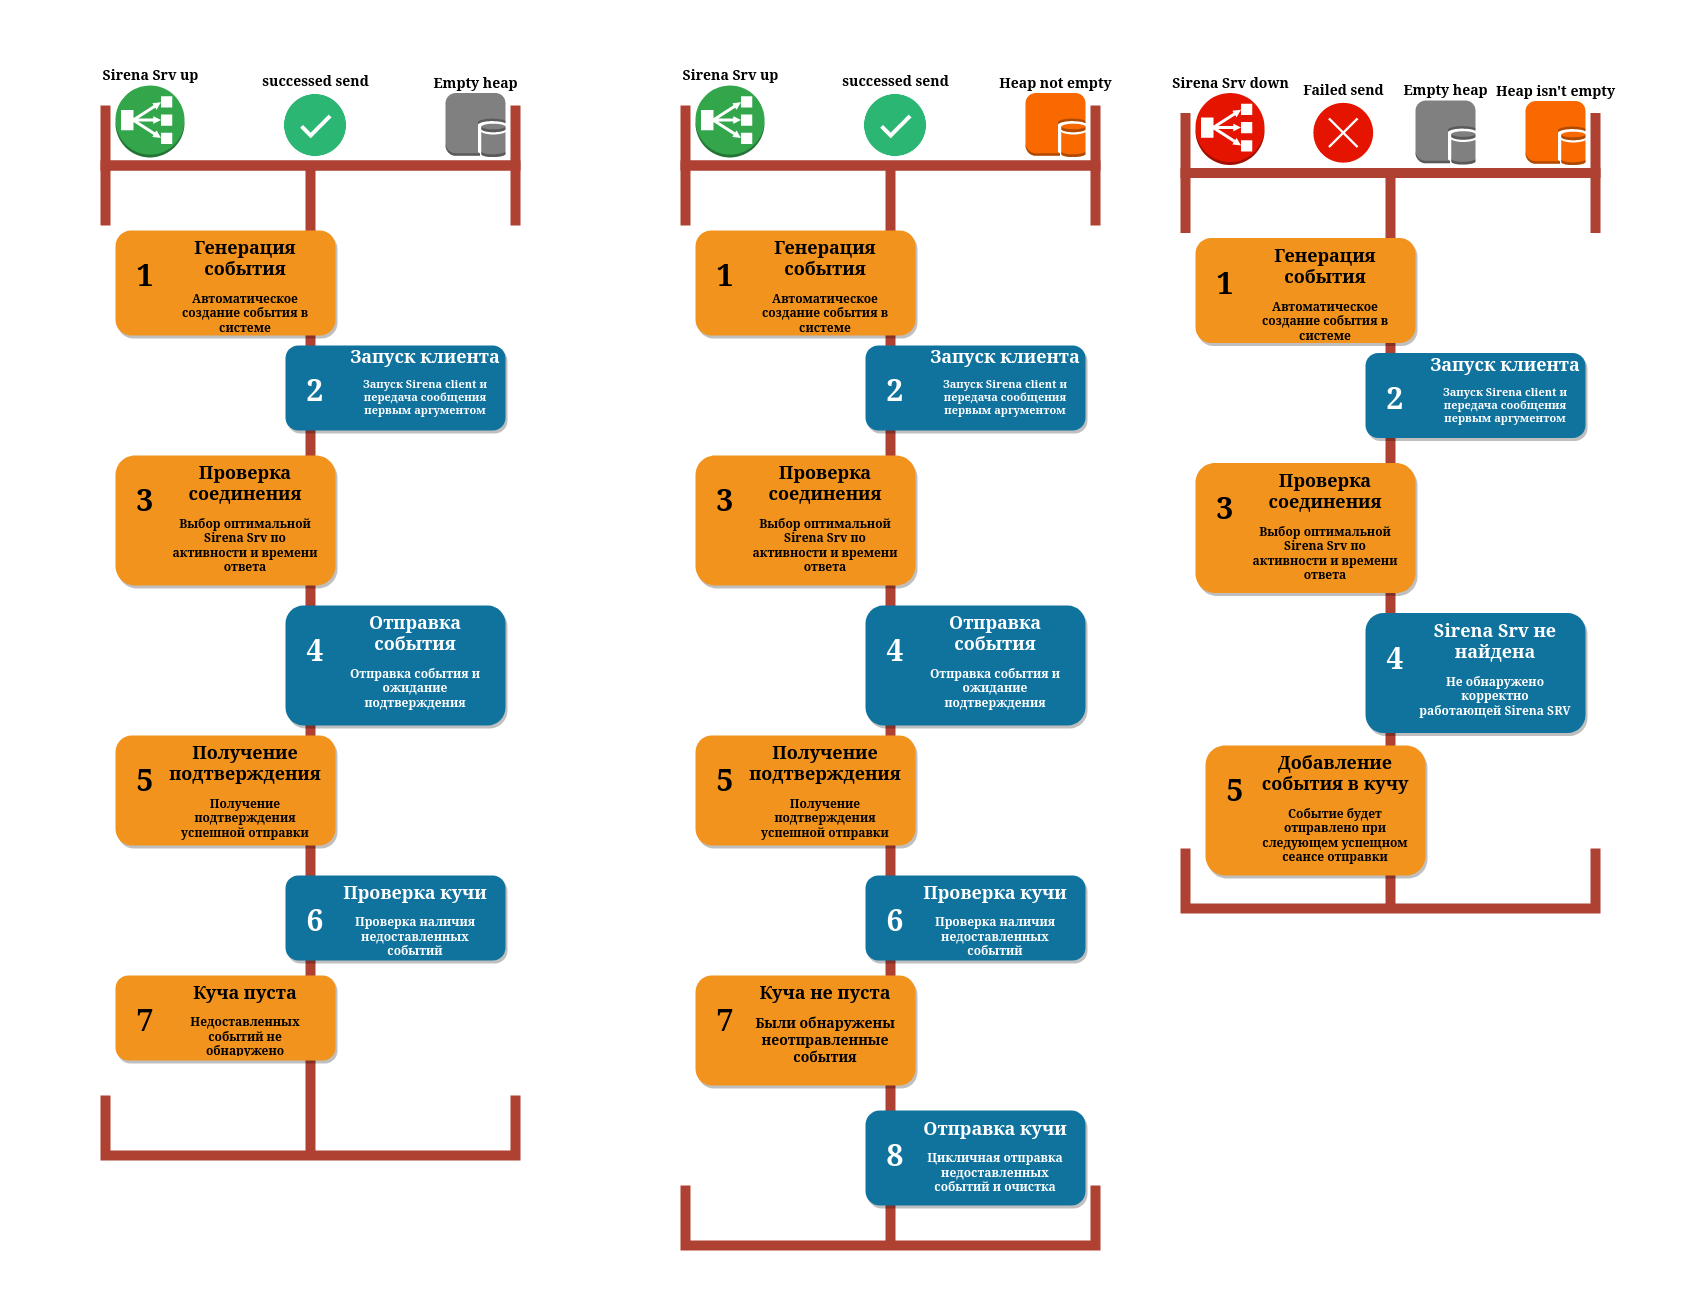 Sirena Srv up
successed send
Empty heap
1
Генерация
события
Автоматическое
создание события в
системе
2
Запуск клиента
Запуск Sirena client и
передача сообщения
первым аргументом
3
Проверка
соединения
Выбор оптимальной
Sirena Srv по
активности и времени
ответа
4
Отправка
события
Отправка события и
ожидание
подтверждения
5
Получение
подтверждения
Получение
подтверждения
успешной отправки
6
Проверка кучи
Проверка наличия
недоставленных
событий
7
Куча пуста
Недоставленных
событий не
обнаружено
Sirena Srv up
successed send
Heap not empty
1
Генерация
события
Автоматическое
создание события в
системе
2
Запуск клиента
Запуск Sirena client и
передача сообщения
первым аргументом
3
Проверка
соединения
Выбор оптимальной
Sirena Srv по
активности и времени
ответа
4
Отправка
события
Отправка события и
ожидание
подтверждения
5
Получение
подтверждения
Получение
подтверждения
успешной отправки
6
Проверка кучи
Проверка наличия
недоставленных
событий
7
Куча не пуста
Были обнаружены
неотправленные
события
8
Отправка кучи
Цикличная отправка
недоставленных
событий и очистка
Sirena Srv down
Failed send
Empty heap
Heap isn't empty
1
Генерация
события
Автоматическое
создание события в
системе
2
Запуск клиента
Запуск Sirena client и
передача сообщения
первым аргументом
3
Проверка
соединения
Выбор оптимальной
Sirena Srv по
активности и времени
ответа
4
Sirena Srv не
найдена
Не обнаружено
корректно
работающей Sirena SRV
5
Добавление
события в кучу
Событие будет
отправлено при
следующем успещном
сеансе отправки